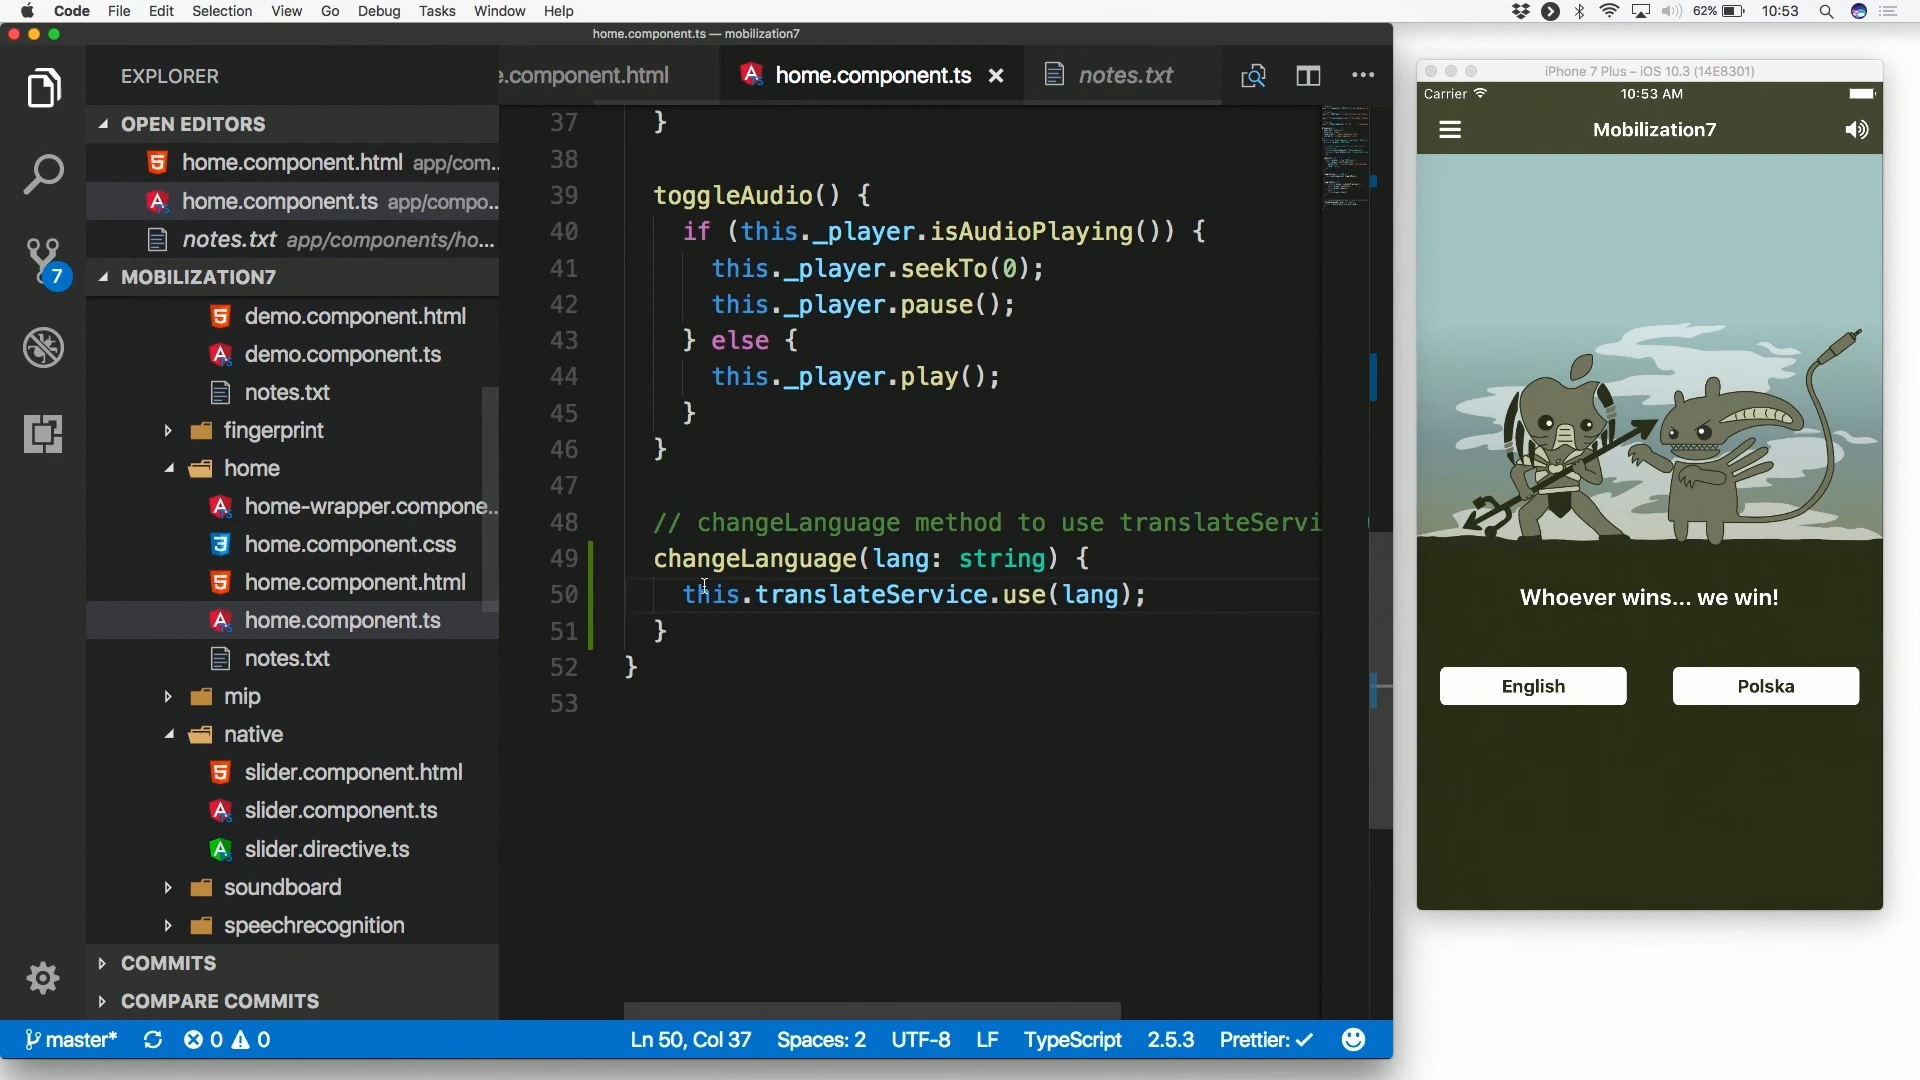 Code File Edit Selection View Go Debug Tasks Window Help 62% 10:53
home.component.ts — mobilization7
EXPLORER
e.component.html home.component.ts notes.txt
OPEN EDITORS
home.component.html app/com...
home.component.ts app/compo...
notes.txt app/components/ho...
MOBILIZATION7
demo.component.html
demo.component.ts
notes.txt
fingerprint
home
home-wrapper.compone...
home.component.css
home.component.html
home.component.ts
notes.txt
mip
native
slider.component.html
slider.component.ts
slider.directive.ts
soundboard
speechrecognition
COMMITS
COMPARE COMMITS
7
37 }
38
39 toggleAudio() {
40 if (this._player.isAudioPlaying()) {
41 this._player.seekTo(0);
42 this._player.pause();
43 } else {
44 this._player.play();
45 }
46 }
47
48 // changeLanguage method to use translateServi
49 changeLanguage(lang: string) {
50 this.translateService.use(lang);
51 }
52 }
53
master* 0 0 Ln 50, Col 37 Spaces: 2 UTF-8 LF TypeScript 2.5.3 Prettier: ✓
iPhone 7 Plus – iOS 10.3 (14E8301)
Carrier 10:53 AM
Mobilization7
Whoever wins... we win!
English Polska